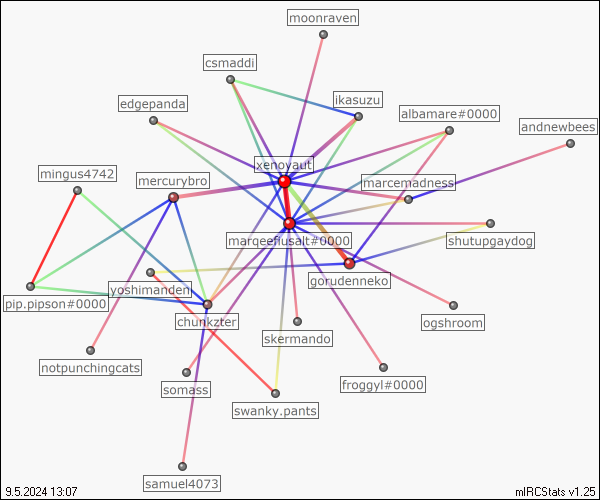 moonraven
csmaddi
ikasuzu
edgepanda
albamare#0000
andnewbees
xenoyaut
mingus4742
mercurybro
marcemadness
marqeeflusalt#0000
shutupgaydog
gorudenneko
yoshimanden
pip.pipson#0000
chunkzter
ogshroom
skermando
notpunchingcats
somass
froggyl#0000
swanky.pants
samuel4073
9.5.2024 13:07
mIRCStats v1.25